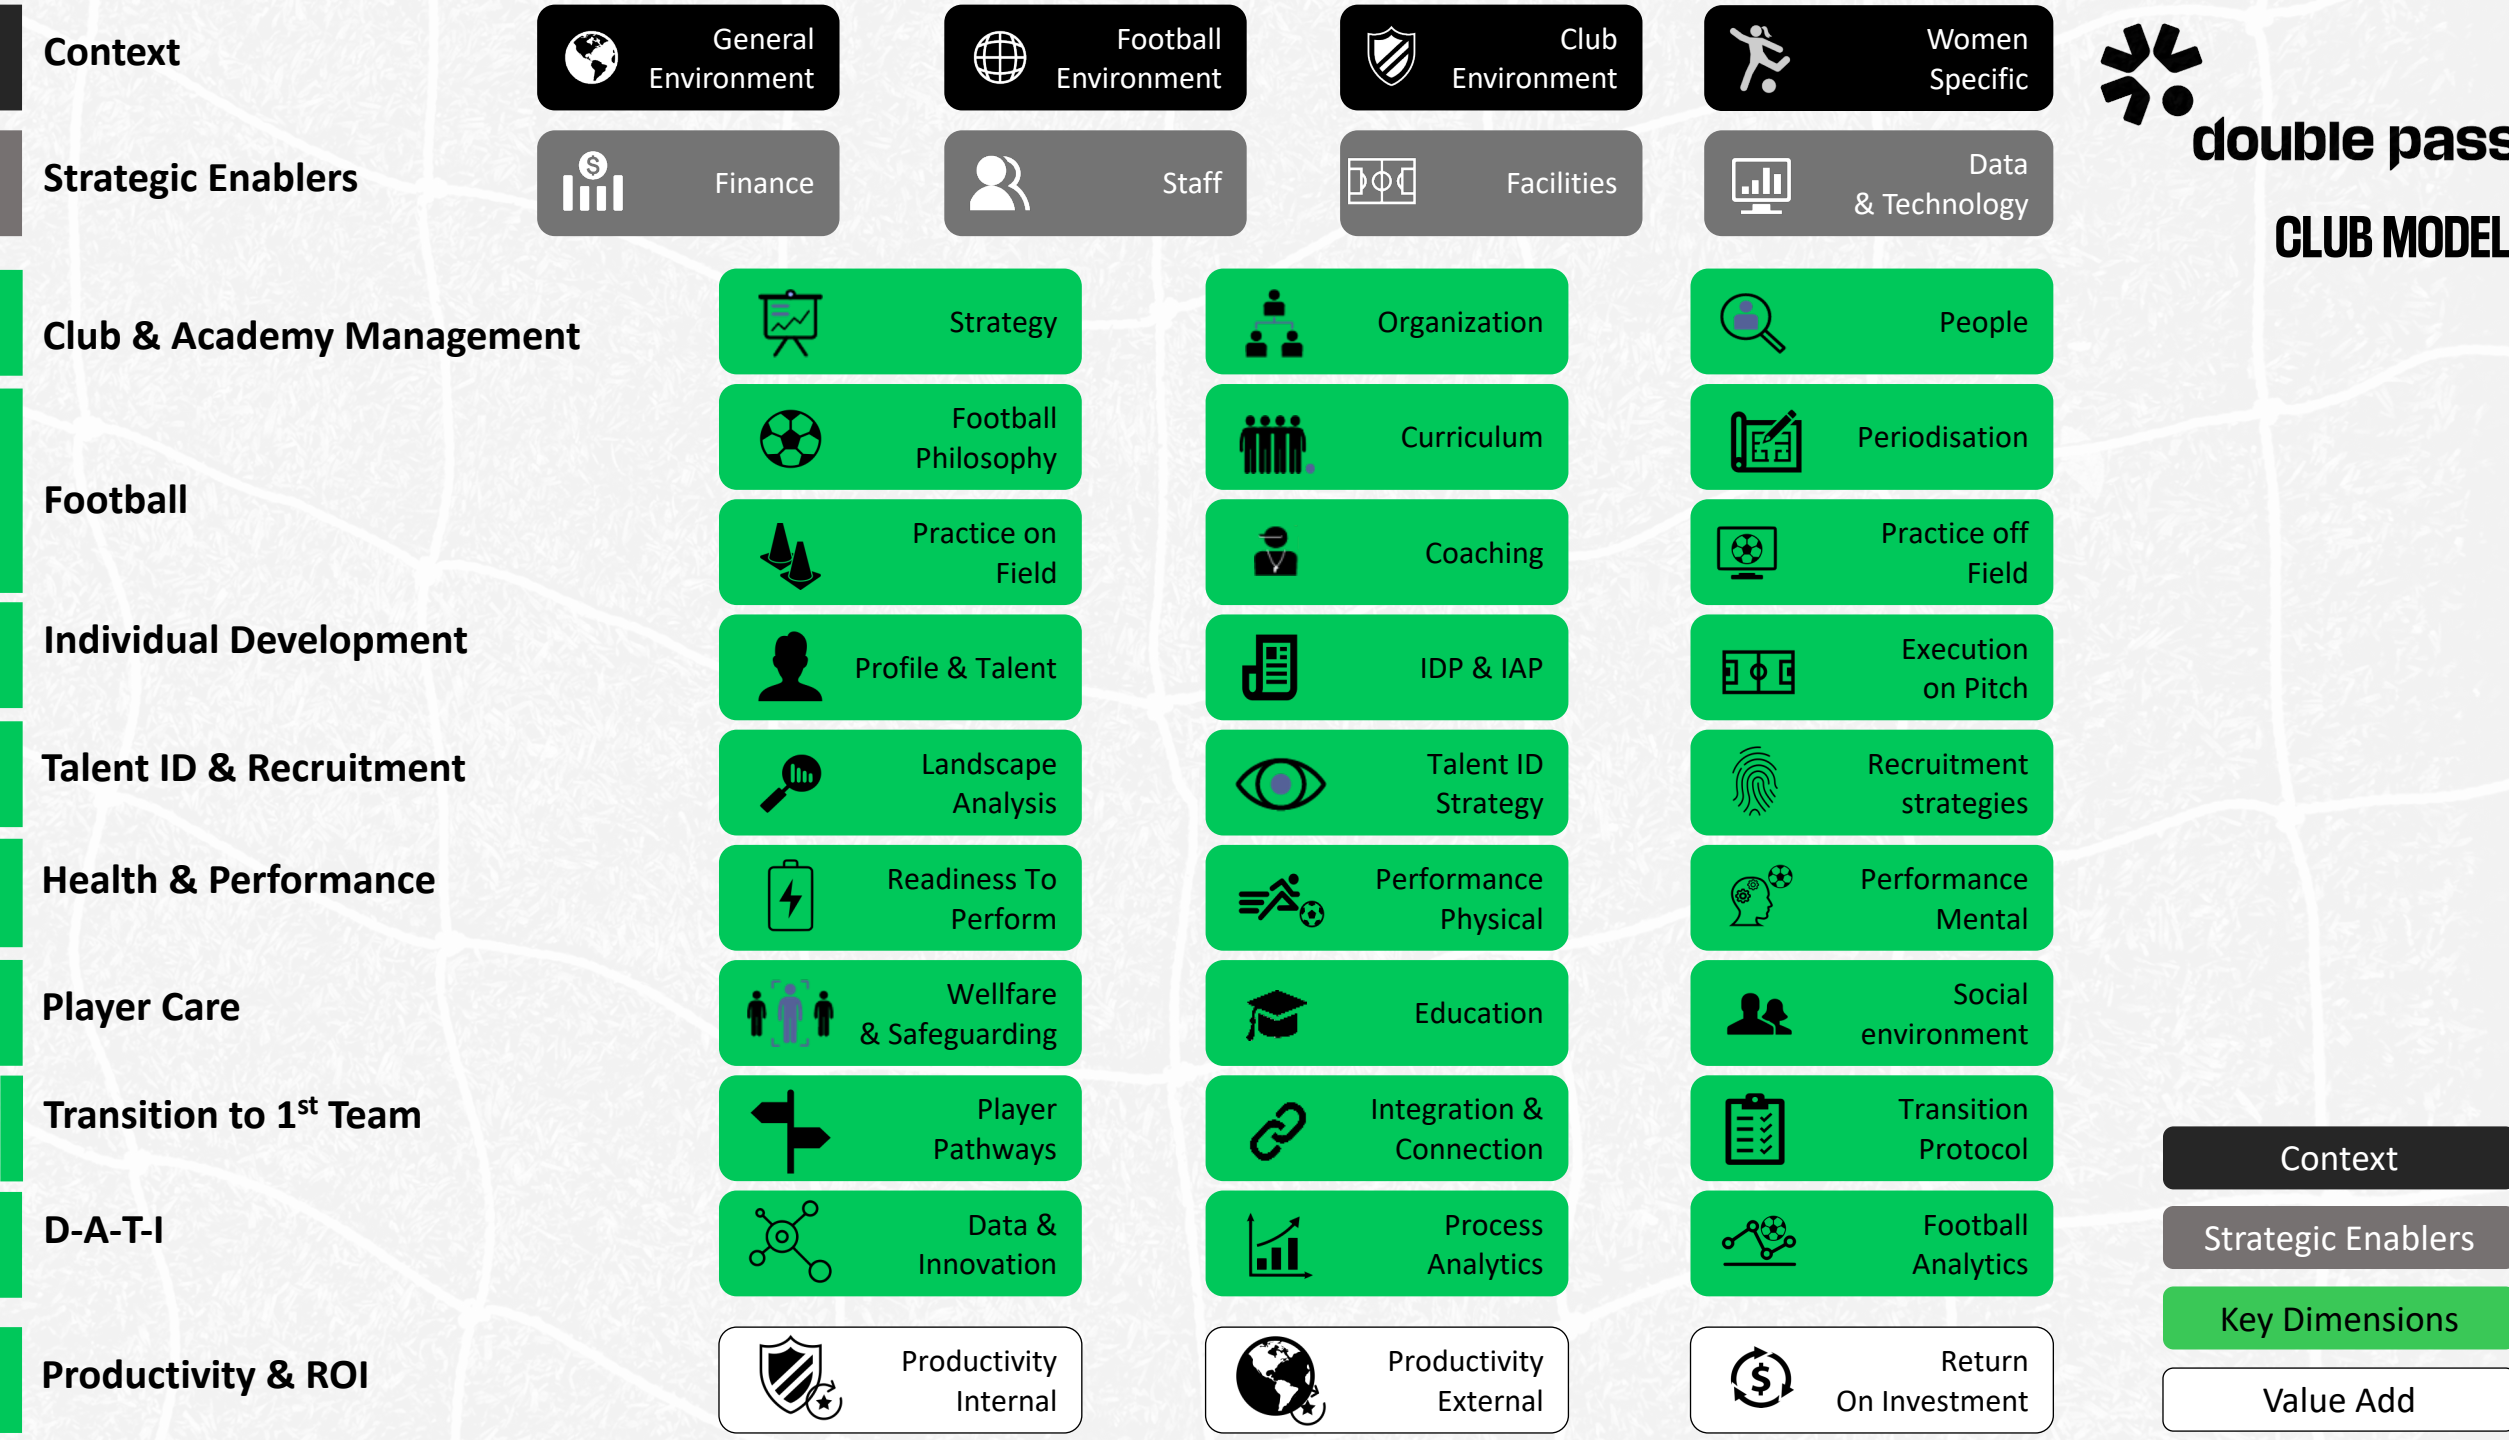 Context
General
Environment
Football
Environment
Club
Environment
Women
Specific
double pass
CLUB MODEL
Strategic Enablers
$
Finance
Staff
Facilities
Data
& Technology
Club & Academy Management
Strategy
Organization
People
Football
Football
Philosophy
Curriculum
Periodisation
Practice on
Field
Coaching
Practice off
Field
Individual Development
Profile & Talent
IDP & IAP
Execution
on Pitch
Talent ID & Recruitment
Landscape
Analysis
Talent ID
Strategy
Recruitment
strategies
Health & Performance
Readiness To
Perform
Performance
Physical
Performance
Mental
Player Care
Wellfare
& Safeguarding
Education
Social
environment
Transition to 1st Team
Player
Pathways
Integration &
Connection
Transition
Protocol
D-A-T-I
Data &
Innovation
Process
Analytics
Football
Analytics
Productivity & ROI
Productivity
Internal
Productivity
External
$
Return
On Investment
Context
Strategic Enablers
Key Dimensions
Value Add